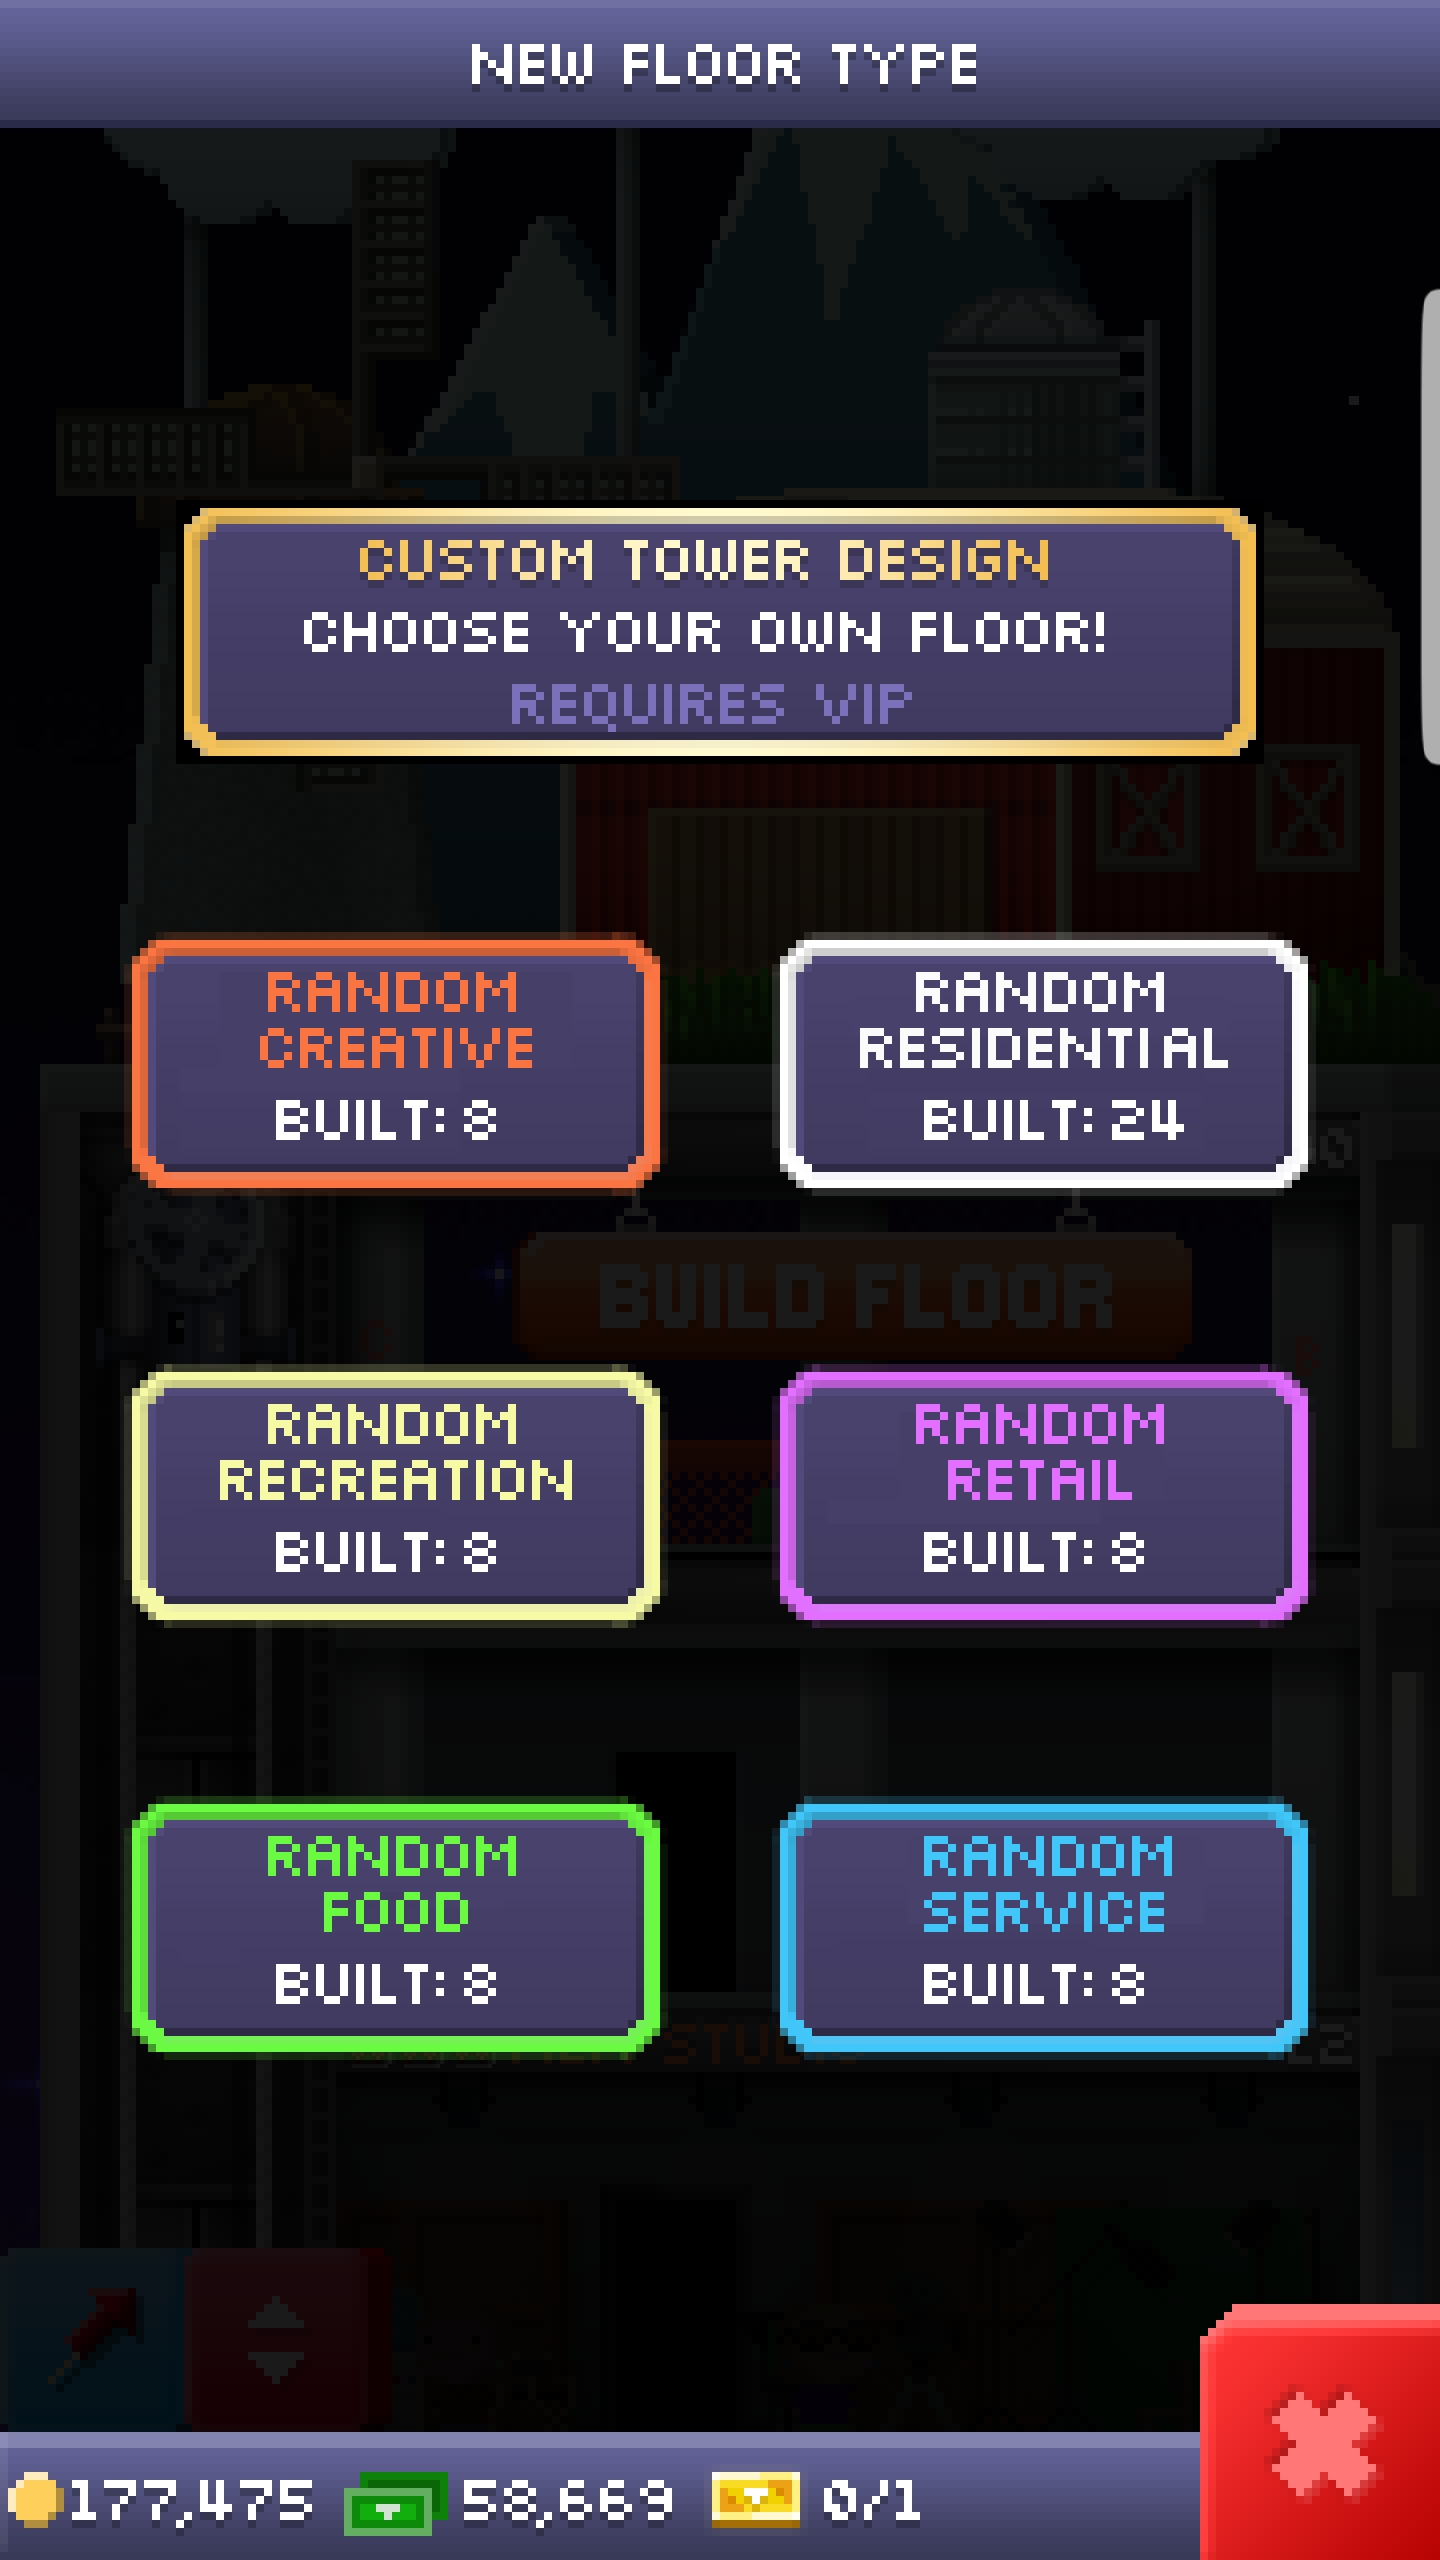 NEW FLOOR TYPE
CUSTOM TOWER DESIGN
CHOOSE YOUR OWN FLOOR!
REQUIRES VIP
RANDOM
CREATIVE
BUILT: 8
RANDOM
RESIDENTIAL
BUILT: 24
BUILD FLOOR
RANDOM
RECREATION
BUILT: 8
RANDOM
RETAIL
BUILT: 8
RANDOM
FOOD
BUILT: 8
RANDOM
SERVICE
BUILT: 8
177,475
58,669
0/1